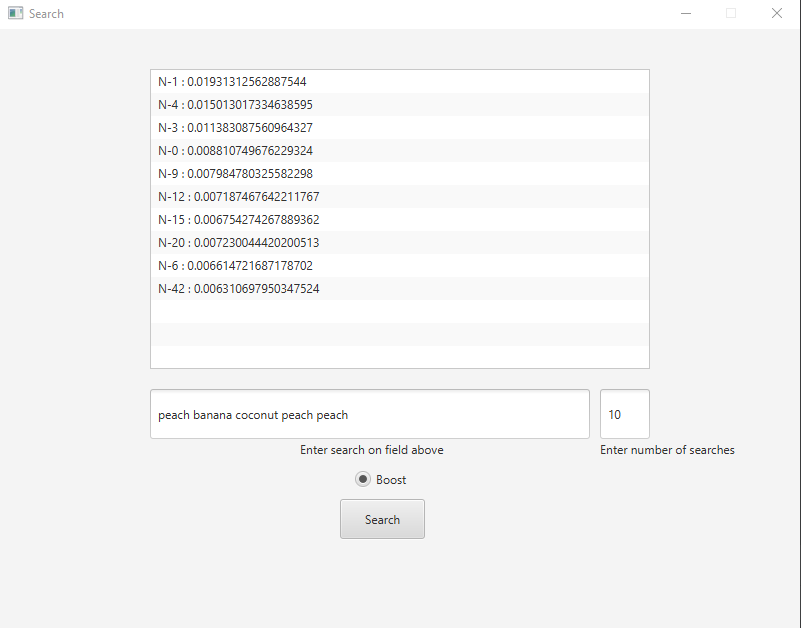 Search
N-1 : 0.01931312562887544
N-4 : 0.015013017334638595
N-3 : 0.011383087560964327
N-0 : 0.008810749676229324
N-9 : 0.007984780325582298
N-12 : 0.007187467642211767
N-15 : 0.006754274267889362
N-20 : 0.007230044420200513
N-6 : 0.006614721687178702
N-42 : 0.006310697950347524
peach banana coconut peach peach 10
Enter search on field above Enter number of searches
Boost
Search